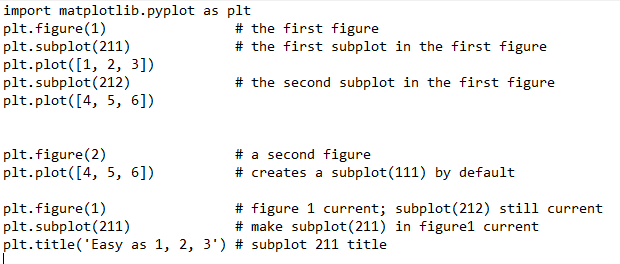 import matplotlib.pyplot as plt
plt.figure(1)                # the first figure
plt.subplot(211)             # the first subplot in the first figure
plt.plot([1, 2, 3])
plt.subplot(212)             # the second subplot in the first figure
plt.plot([4, 5, 6])


plt.figure(2)                # a second figure
plt.plot([4, 5, 6])          # creates a subplot(111) by default

plt.figure(1)                # figure 1 current; subplot(212) still current
plt.subplot(211)             # make subplot(211) in figure1 current
plt.title('Easy as 1, 2, 3') # subplot 211 title